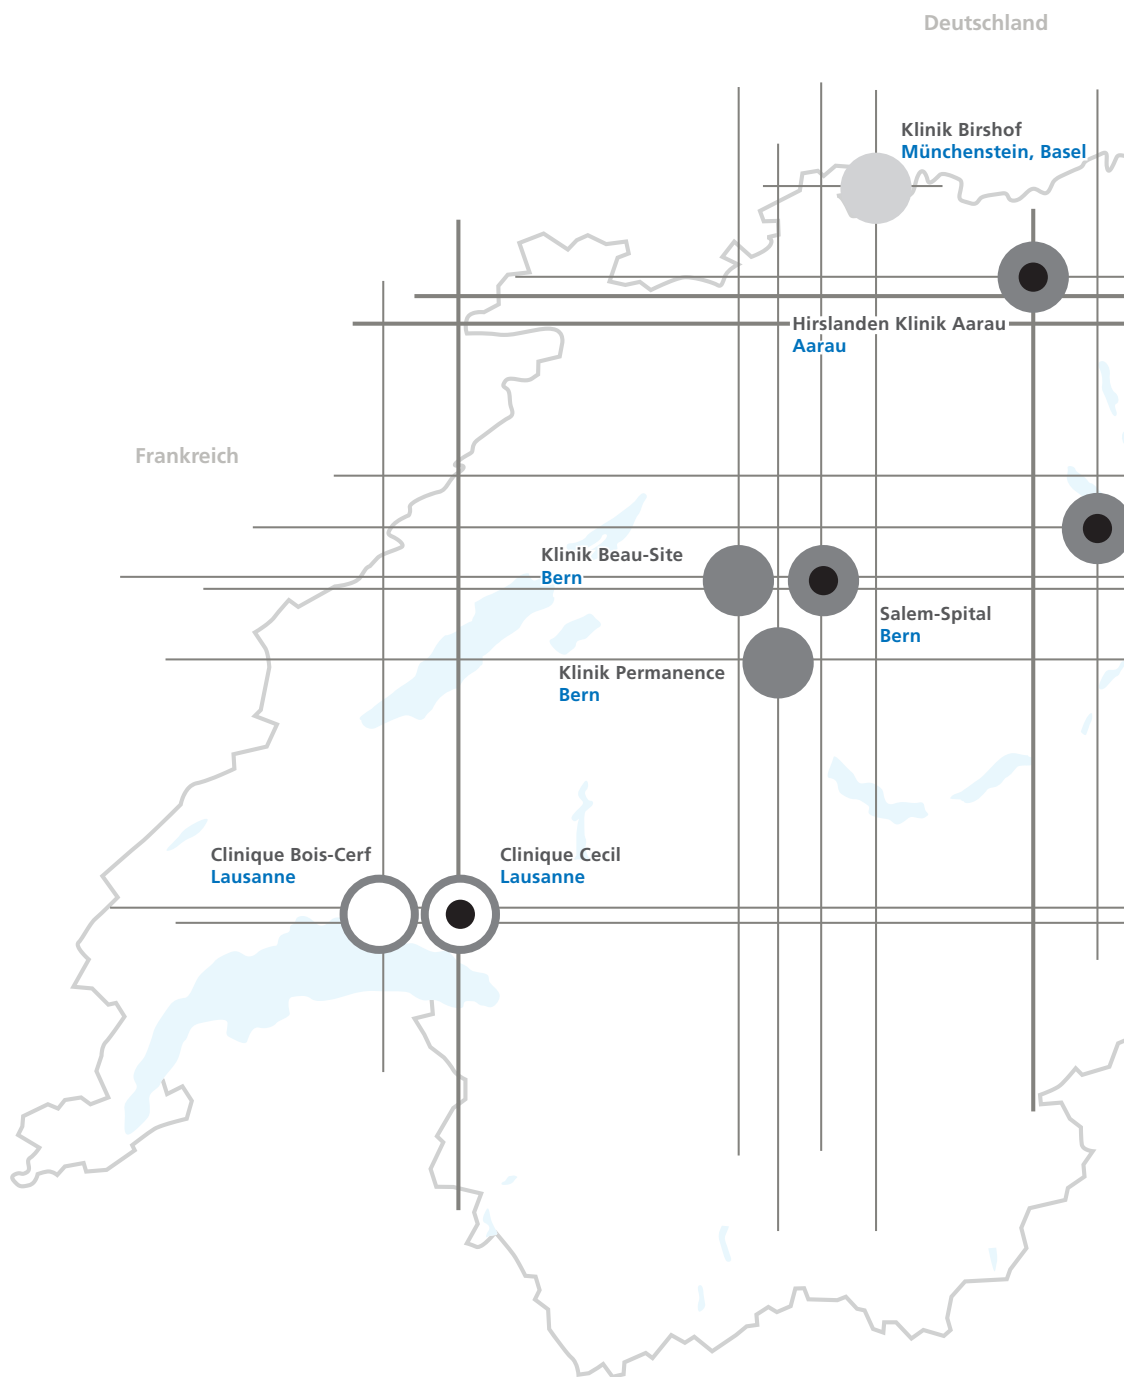 Deutschland
Klinik Birshof
Münchenstein, Basel
Hirslanden Klinik Aarau
Aarau
Frankreich
Klinik Beau-Site
Bern
Salem-Spital
Bern
Klinik Permanence
Bern
Clinique Bois-Cerf
Lausanne
Clinique Cecil
Lausanne